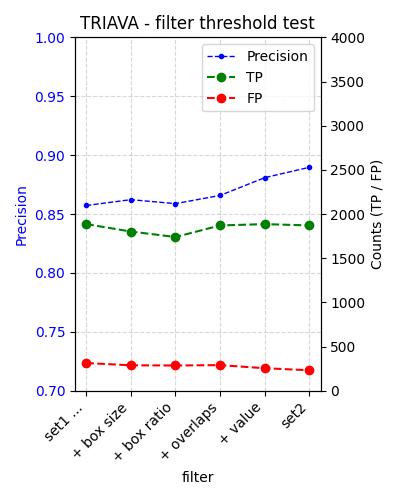 TRIAVA - filter threshold test
Precision
TP
FP
1.00
0.95
0.90
0.85
0.80
0.75
0.70
Precision
4000
3500
3000
2500
2000
1500
1000
500
0
Counts (TP / FP)
set1 ...
+ box size
+ box ratio
+ overlaps
+ value
set2
filter